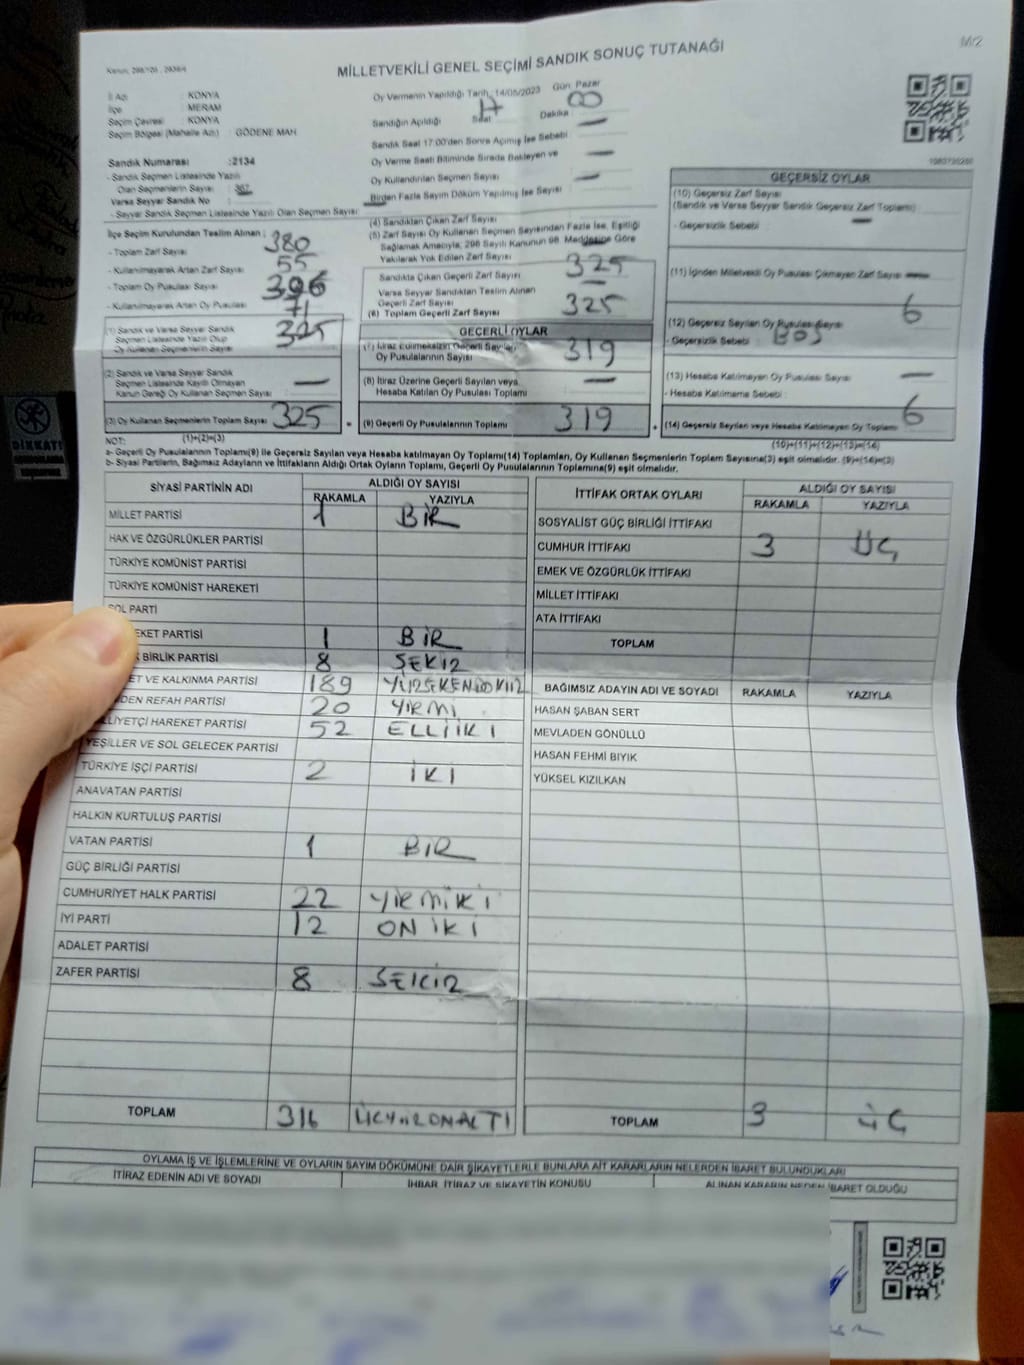 M/2
MİLLETVEKİLİ GENEL SEÇİMİ SANDIK SONUÇ TUTANAĞI
İl Adı : KONYA
İlçe : MERAM
Seçim Çevresi : KONYA
Seçim Bölgesi (Mahalle Adı) : GÖDENE MAH
Sandık Numarası :2134
- Sandık Seçmen Listesinde Yazılı
Olan Seçmenlerin Sayısı : 367
Varsa Seyyar Sandık No
- Seyyar Sandık Seçmen Listesinde Yazılı Olan Seçmen Sayısı
İlçe Seçim Kurulundan Teslim Alınan :
- Toplam Zarf Sayısı 380
- Kullanılmayarak Artan Zarf Sayısı 55
- Toplam Oy Pusulası 396
- Kullanılmayarak Artan Oy Pusulası 71
(1) Sandık ve Varsa Seyyar Sandık
Seçmen Listesinde Yazılı Olup
Oy Kullanan Seçmenlerin Sayısı 325
(2) Sandık ve Varsa Seyyar Sandık
Seçmen Listesinde Kayıtlı Olmayan
Kanun Gereği Oy Kullanan Seçmen Sayısı —
(3) Oy Kullanan Seçmenlerin Toplam Sayısı 325
Oy Vermenin Yapıldığı Tarih, 14/05/2023 Gün: Pazar
Sandığın Açıldığı Saat 17 Dakika : 00
Sandık Saat 17:00'den Sonra Açılmış İse Sebebi —
Oy Verme Saati Bitiminde Sırada Bekleyen ve
Oy Kullandırılan Seçmen Sayısı —
Birden Fazla Sayım Döküm Yapılmış İse Sayısı —
(4) Sandıktan Çıkan Zarf Sayısı
(5) Zarf Sayısı Oy Kullanan Seçmen Sayısından Fazla İse, Eşitliği
Sağlamak Amacıyla, 298 Sayılı Kanunun 98. Maddesine Göre
Yakılarak Yok Edilen Zarf Sayısı
Sandıkta Çıkan Geçerli Zarf Sayısı 325
Varsa Seyyar Sandıktan Teslim Alınan
Geçerli Zarf Sayısı —
(6) Toplam Geçerli Zarf Sayısı 325
GEÇERLİ OYLAR
(7) İtiraz Edilmeksizin Geçerli Sayılan
Oy Pusulalarının Sayısı 319
(8) İtiraz Üzerine Geçerli Sayılan veya
Hesaba Katılan Oy Pusulası Toplamı —
(9) Geçerli Oy Pusulalarının Toplamı 319
GEÇERSİZ OYLAR
(10) Geçersiz Zarf Sayısı
(Sandık ve Varsa Seyyar Sandık Geçersiz Zarf Toplamı) —
- Geçersizlik Sebebi
(11) İçinden Milletvekili Oy Pusulası Çıkmayan Zarf Sayısı —
(12) Geçersiz Sayılan Oy Pusulası Sayısı 6
- Geçersizlik Sebebi : BOŞ
(13) Hesaba Katılmayan Oy Pusulası Sayısı —
- Hesaba Katılmama Sebebi :
(14) Geçersiz Sayılan veya Hesaba Katılmayan Oy Toplamı 6
NOT: (1)+(2)=(3) (10)+(11)+(12)+(13)=(14)
a- Geçerli Oy Pusulalarının Toplamı(9) ile Geçersiz Sayılan veya Hesaba katılmayan Oy Toplamı(14) Toplamları, Oy Kullanan Seçmenlerin Toplam Sayısına(3) eşit olmalıdır. (9)+(14)=(3)
b- Siyasi Partilerin, Bağımsız Adayların ve İttifakların Aldığı Ortak Oyların Toplamı, Geçerli Oy Pusulalarının Toplamına(9) eşit olmalıdır.
SİYASİ PARTİNİN ADI ALDIĞI OY SAYISI
RAKAMLA YAZIYLA
MİLLET PARTİSİ 1 BİR
HAK VE ÖZGÜRLÜKLER PARTİSİ
TÜRKİYE KOMÜNİST PARTİSİ
TÜRKİYE KOMÜNİST HAREKETİ
SOL PARTİ
EKET PARTİSİ 1 BİR
K BİRLİK PARTİSİ 8 SEKİZ
ET VE KALKINMA PARTİSİ 189 YÜZSEKENDOKUZ
DEN REFAH PARTİSİ 20 YİRMİ
LLİYETÇİ HAREKET PARTİSİ 52 ELLİİKİ
YEŞİLLER VE SOL GELECEK PARTİSİ
TÜRKİYE İŞÇİ PARTİSİ 2 İKİ
ANAVATAN PARTİSİ
HALKIN KURTULUŞ PARTİSİ
VATAN PARTİSİ 1 BİR
GÜÇ BİRLİĞİ PARTİSİ
CUMHURİYET HALK PARTİSİ 22 YİRMİİKİ
İYİ PARTİ 12 ONİKİ
ADALET PARTİSİ
ZAFER PARTİSİ 8 SEKİZ
TOPLAM 316 ÜÇYÜZONALTI
İTTİFAK ORTAK OYLARI ALDIĞI OY SAYISI
RAKAMLA YAZIYLA
SOSYALİST GÜÇ BİRLİĞİ İTTİFAKI
CUMHUR İTTİFAKI 3 ÜÇ
EMEK VE ÖZGÜRLÜK İTTİFAKI
MİLLET İTTİFAKI
ATA İTTİFAKI
TOPLAM
BAĞIMSIZ ADAYIN ADI VE SOYADI RAKAMLA YAZIYLA
HASAN ŞABAN SERT
MEVLADEN GÖNÜLLÜ
HASAN FEHMİ BIYIK
YÜKSEL KIZILKAN
TOPLAM 3 ÜÇ
OYLAMA İŞ VE İŞLEMLERİNE VE OYLARIN SAYIM DÖKÜMÜNE DAİR ŞİKAYETLERLE BUNLARA AİT KARARLARIN NELERDEN İBARET BULUNDUKLARI
İTİRAZ EDENİN ADI VE SOYADI İHBAR, İTİRAZ VE ŞİKAYETİN KONUSU ALINAN KARARIN NEDEN İBARET OLDUĞU
DİKKAT!